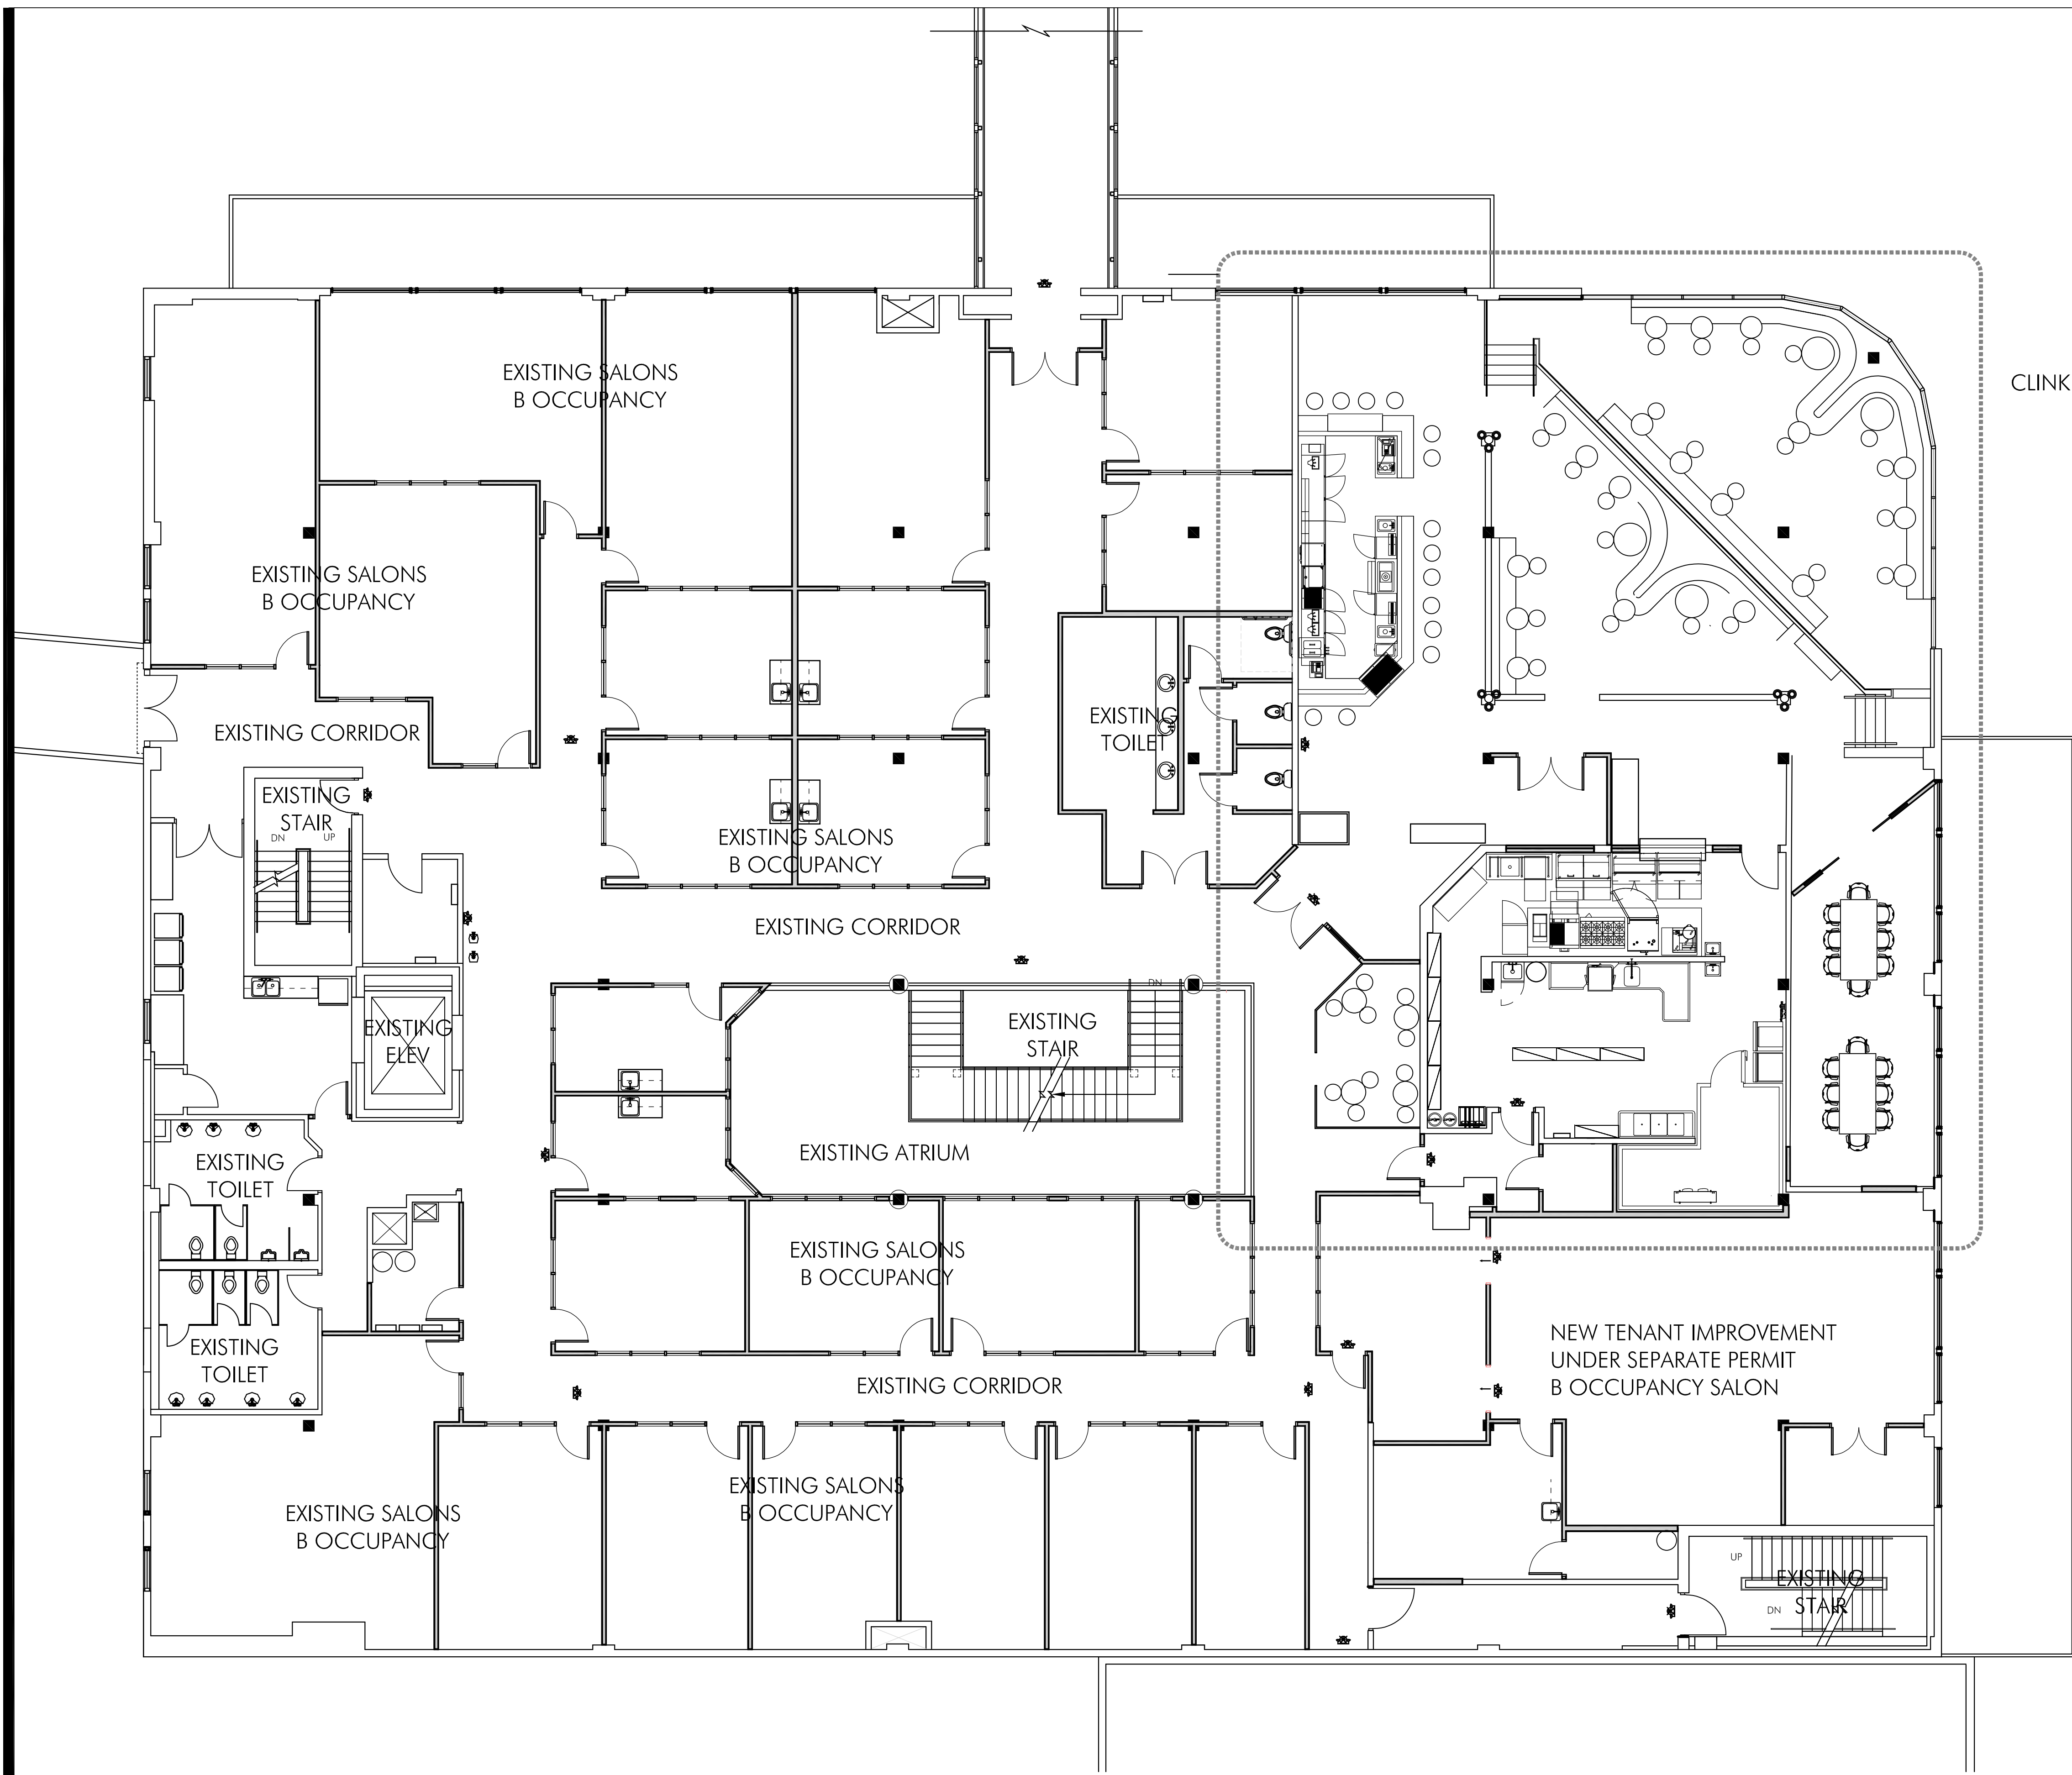 EXISTING SALONS
B OCCUPANCY
CLINK
EXISTING SALONS
B OCCUPANCY
EXISTING CORRIDOR
EXISTING
TOILET
EXISTING
STAIR
DN
UP
EXISTING SALONS
B OCCUPANCY
EXISTING CORRIDOR
EXISTING
ELEV
DN
EXISTING
STAIR
EXISTING ATRIUM
EXISTING
TOILET
EXISTING SALONS
B OCCUPANCY
EXISTING
TOILET
NEW TENANT IMPROVEMENT
UNDER SEPARATE PERMIT
B OCCUPANCY SALON
EXISTING CORRIDOR
EXISTING SALONS
B OCCUPANCY
EXISTING SALONS
B OCCUPANCY
UP
EXISTING
STAIR
DN